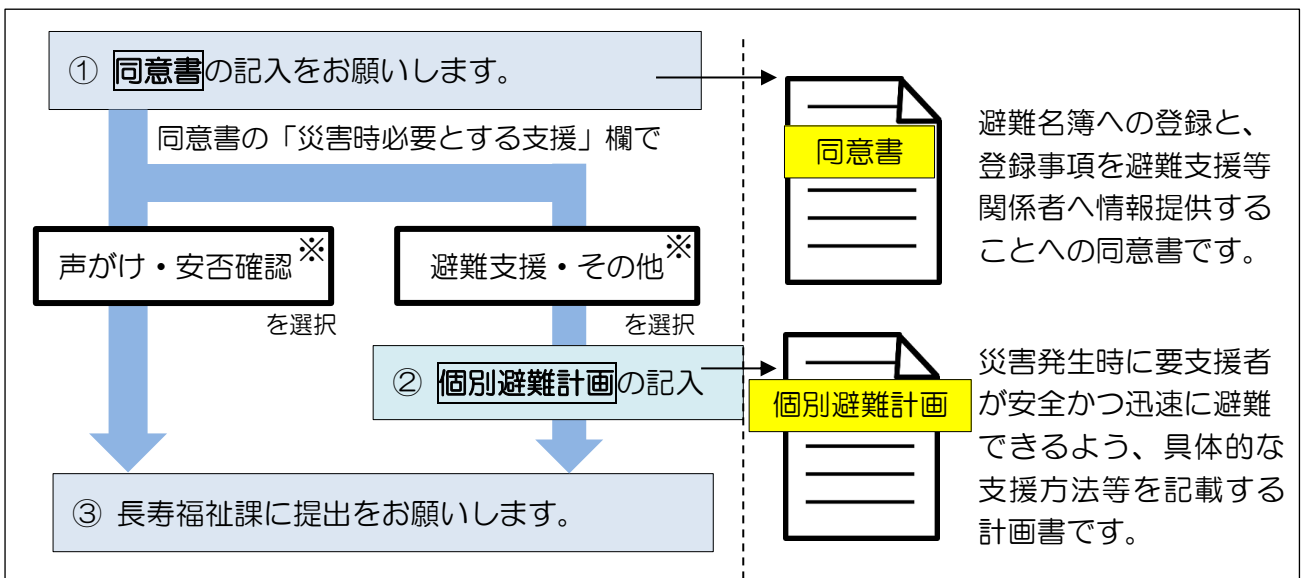 ① 同意書の記入をお願いします。
同意書の「災害時必要とする支援」欄で
声がけ・安否確認※
を選択
避難支援・その他※
を選択
② 個別避難計画の記入
③ 長寿福祉課に提出をお願いします。
同意書
避難名簿への登録と、
登録事項を避難支援等
関係者へ情報提供する
ことへの同意書です。
個別避難計画
災害発生時に要支援者
が安全かつ迅速に避難
できるよう、具体的な
支援方法等を記載する
計画書です。